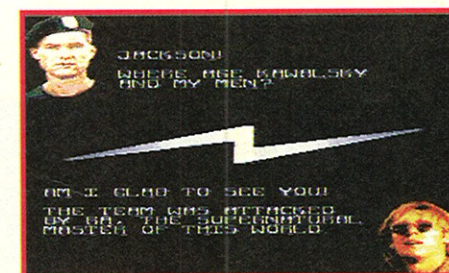 JACKSON!
WHERE ARE KAWALSKY
AND MY MEN?
AM I GLAD TO SEE YOU!
THE TEAM WAS ATTACKED
BY RA, THE SUPERNATURAL
MASTER OF THIS WORLD.